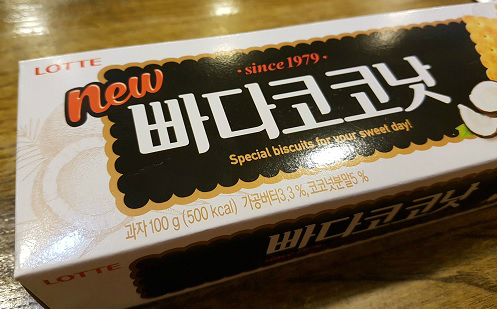 LOTTE
new
·since 1979·
빠다코코낫
Special biscuits for your sweet day!
과자 100 g (500 kcal) 가공버터3.3 %, 코코넛분말5 %
LOTTE
빠다코코낫